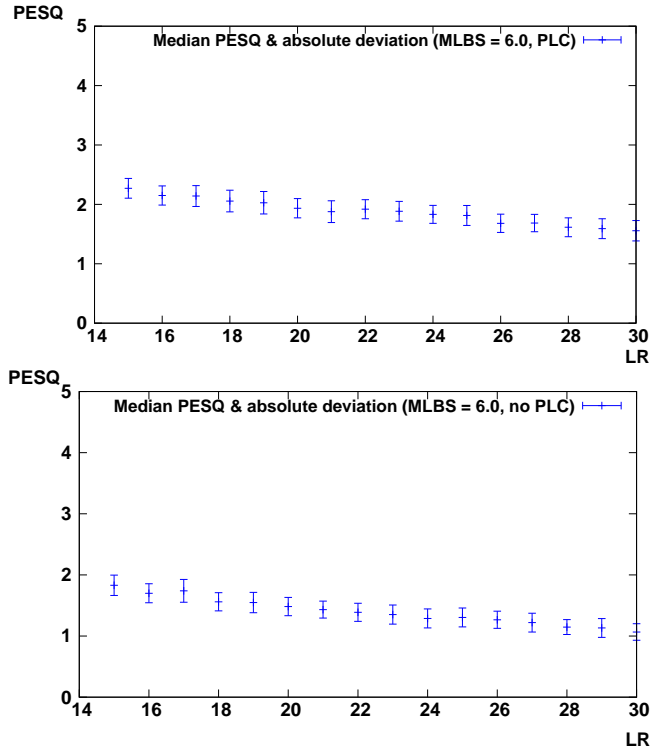 PESQ
5
Median PESQ & absolute deviation (MLBS = 6.0, PLC)
4
3
2
1
0
14 16 18 20 22 24 26 28 30
LR
PESQ
5
Median PESQ & absolute deviation (MLBS = 6.0, no PLC)
4
3
2
1
0
14 16 18 20 22 24 26 28 30
LR